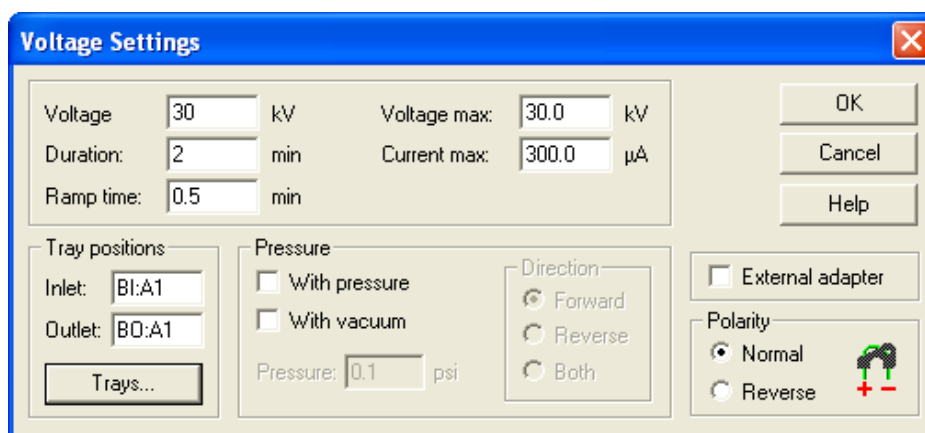 Voltage Settings
Voltage 30 kV Voltage max: 30.0 kV
Duration: 2 min Current max: 300.0 µA
Ramp time: 0.5 min
OK
Cancel
Help
Tray positions
Inlet: BI:A1
Outlet: BO:A1
Trays...
Pressure
With pressure
With vacuum
Pressure: 0.1 psi
Direction
Forward
Reverse
Both
External adapter
Polarity
Normal
Reverse